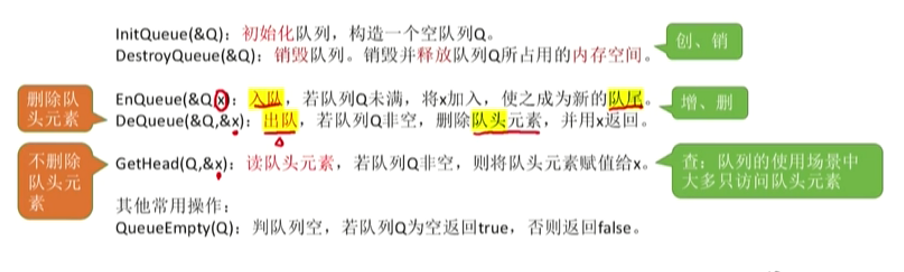 InitQueue(&Q)：初始化队列，构造一个空队列Q。
DestroyQueue(&Q)：销毁队列。销毁并释放队列Q所占用的内存空间。
创、销
删除队
头元素
EnQueue(&Q,x)：入队，若队列Q未满，将x加入，使之成为新的队尾。
DeQueue(&Q,&x)：出队，若队列Q非空，删除队头元素，并用x返回。
增、删
不删除
队头元
素
GetHead(Q,&x)：读队头元素，若队列Q非空，则将队头元素赋值给x。
查：队列的使用场景中
大多只访问队头元素
其他常用操作：
QueueEmpty(Q)：判队列空，若队列Q为空返回true，否则返回false。